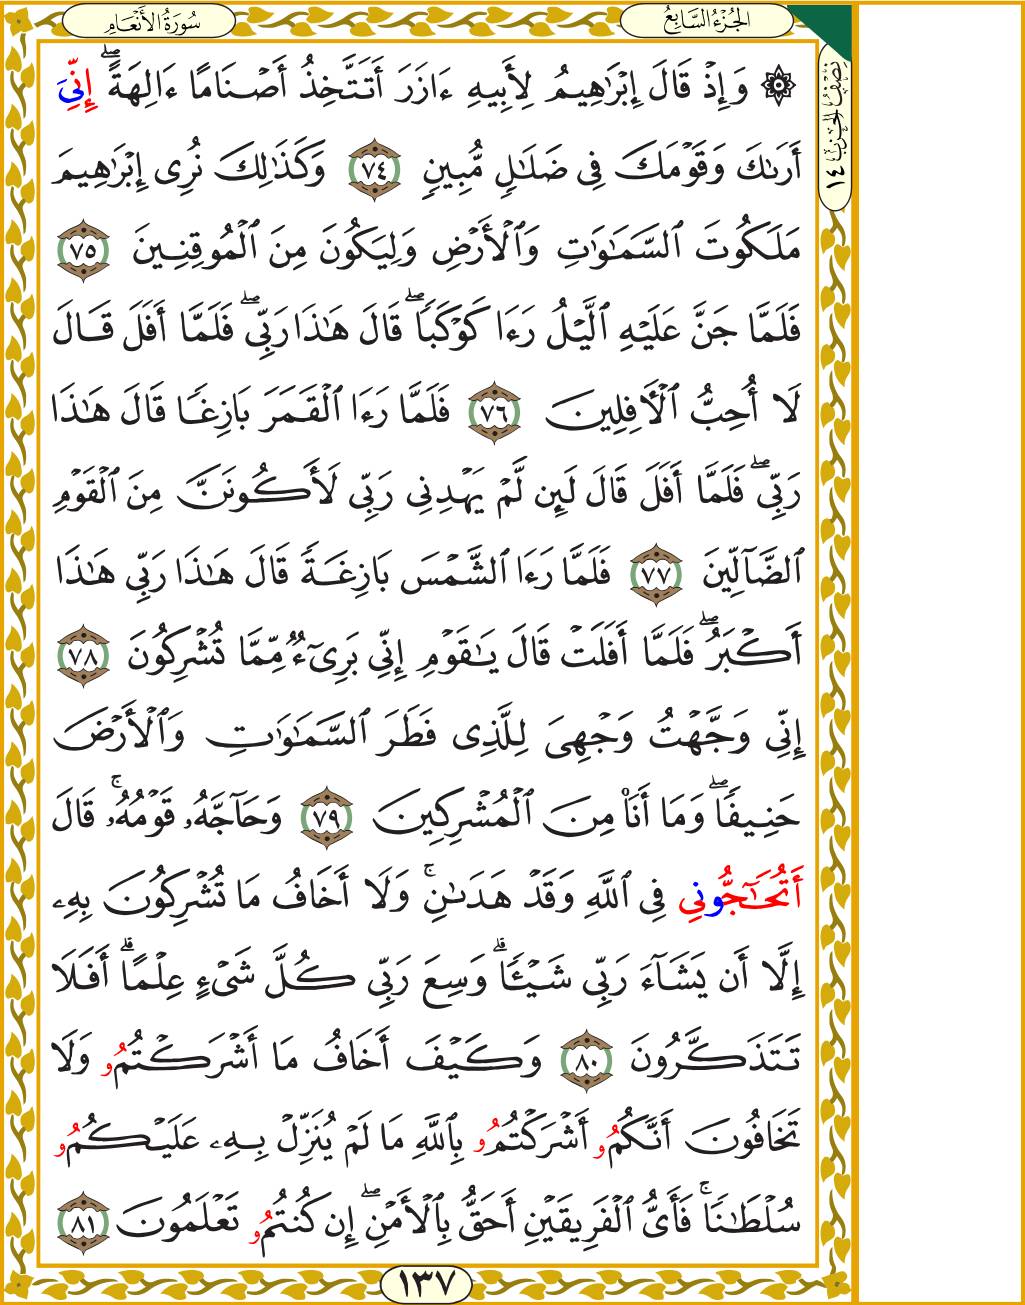 سُورَةُ الأَنْعَامِ
الجُزْءُ السَّابِعُ
نِصْفُ الحِزْبِ ١٤
۞ وَإِذْ قَالَ إِبْرَٰهِيمُ لِأَبِيهِ ءَازَرَ أَتَتَّخِذُ أَصْنَامًا ءَالِهَةً ۖ إِنِّىَ
أَرَىٰكَ وَقَوْمَكَ فِى ضَلَـٰلٍ مُّبِينٍ ٧٤ وَكَذَٰلِكَ نُرِى إِبْرَٰهِيمَ
مَلَكُوتَ ٱلسَّمَـٰوَٰتِ وَٱلْأَرْضِ وَلِيَكُونَ مِنَ ٱلْمُوقِنِينَ ٧٥
فَلَمَّا جَنَّ عَلَيْهِ ٱلَّيْلُ رَءَا كَوْكَبًا ۖ قَالَ هَـٰذَا رَبِّى ۖ فَلَمَّا أَفَلَ قَالَ
لَا أُحِبُّ ٱلْأَفِلِينَ ٧٦ فَلَمَّا رَءَا ٱلْقَمَرَ بَازِغًا قَالَ هَـٰذَا
رَبِّى ۖ فَلَمَّا أَفَلَ قَالَ لَئِن لَّمْ يَهْدِنِى رَبِّى لَأَكُونَنَّ مِنَ ٱلْقَوْمِ
ٱلضَّآلِّينَ ٧٧ فَلَمَّا رَءَا ٱلشَّمْسَ بَازِغَةً قَالَ هَـٰذَا رَبِّى هَـٰذَا
أَكْبَرُ ۖ فَلَمَّا أَفَلَتْ قَالَ يَـٰقَوْمِ إِنِّى بَرِىٓءٌ مِّمَّا تُشْرِكُونَ ٧٨
إِنِّى وَجَّهْتُ وَجْهِىَ لِلَّذِى فَطَرَ ٱلسَّمَـٰوَٰتِ وَٱلْأَرْضَ
حَنِيفًا ۖ وَمَا أَنَا۠ مِنَ ٱلْمُشْرِكِينَ ٧٩ وَحَآجَّهُۥ قَوْمُهُۥ ۚ قَالَ
أَتُحَـٰٓجُّونِى فِى ٱللَّهِ وَقَدْ هَدَىٰنِ ۚ وَلَا أَخَافُ مَا تُشْرِكُونَ بِهِۦ
إِلَّا أَن يَشَآءَ رَبِّى شَيْـًٔا ۗ وَسِعَ رَبِّى كُلَّ شَىْءٍ عِلْمًا ۗ أَفَلَا
تَتَذَكَّرُونَ ٨٠ وَكَيْفَ أَخَافُ مَا أَشْرَكْتُمُو وَلَا
تَخَافُونَ أَنَّكُمُو أَشْرَكْتُمُو بِٱللَّهِ مَا لَمْ يُنَزِّلْ بِهِۦ عَلَيْكُمُو
سُلْطَـٰنًا ۚ فَأَىُّ ٱلْفَرِيقَيْنِ أَحَقُّ بِٱلْأَمْنِ ۖ إِن كُنتُمُو تَعْلَمُونَ ٨١
١٣٧